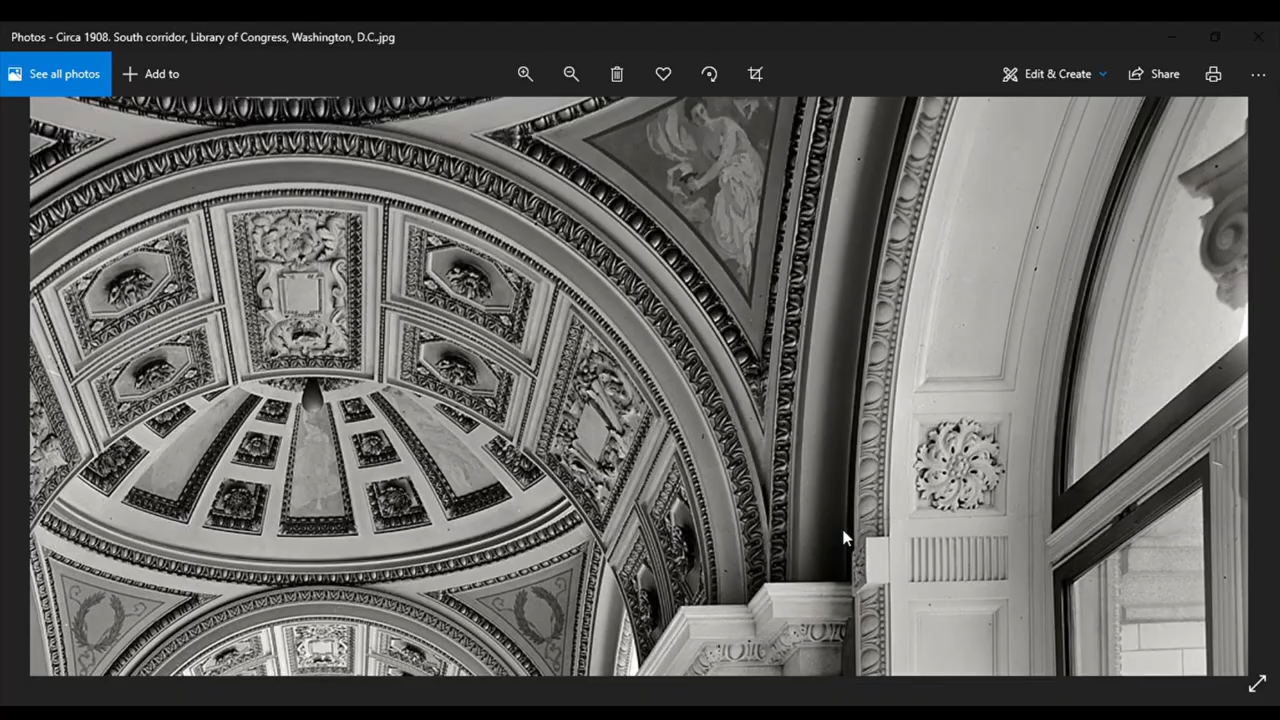 Photos - Circa 1908. South corridor, Library of Congress, Washington, D.C..jpg
See all photos
Add to
Edit & Create
Share